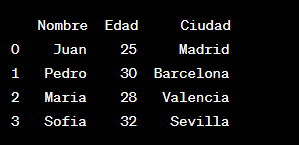 Nombre Edad Ciudad
0 Juan 25 Madrid
1 Pedro 30 Barcelona
2 Maria 28 Valencia
3 Sofia 32 Sevilla